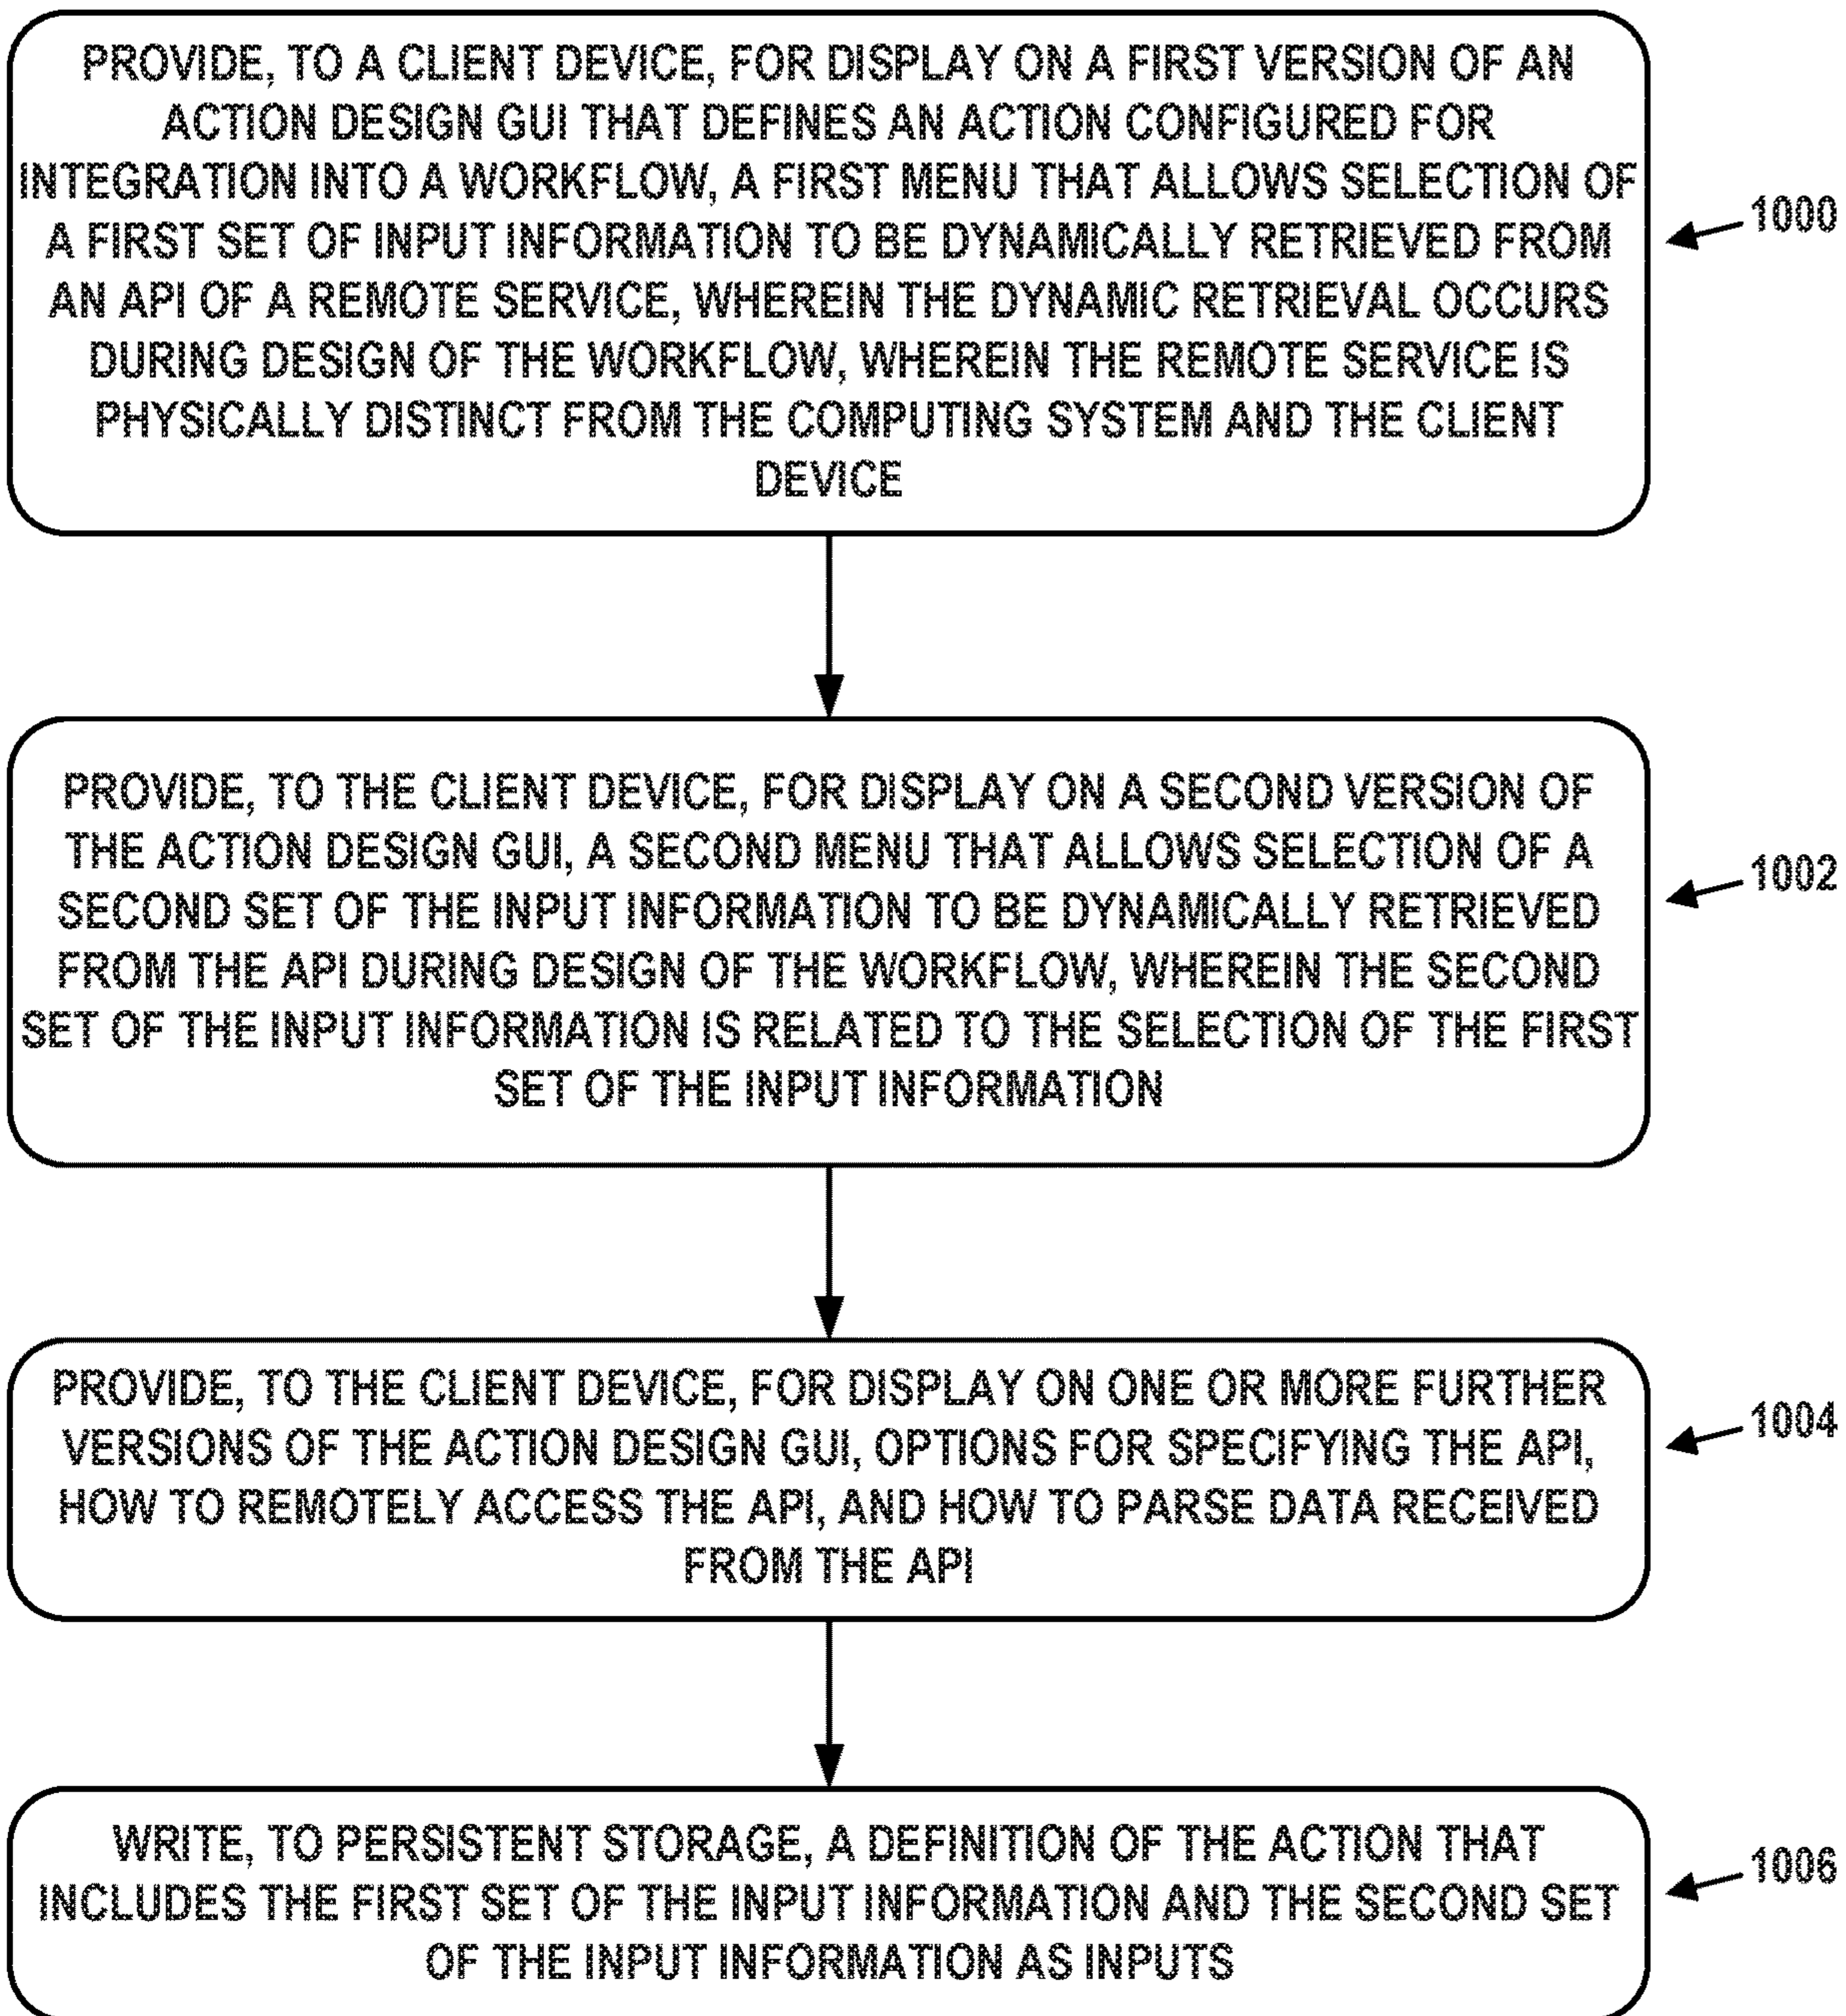 PROVIDE, TO A CLIENT DEVICE, FOR DISPLAY ON A FIRST VERSION OF AN
ACTION DESIGN GUI THAT DEFINES AN ACTION CONFIGURED FOR
INTEGRATION INTO A WORKFLOW, A FIRST MENU THAT ALLOWS SELECTION OF
A FIRST SET OF INPUT INFORMATION TO BE DYNAMICALLY RETRIEVED FROM
AN API OF A REMOTE SERVICE, WHEREIN THE DYNAMIC RETRIEVAL OCCURS
DURING DESIGN OF THE WORKFLOW, WHEREIN THE REMOTE SERVICE IS
PHYSICALLY DISTINCT FROM THE COMPUTING SYSTEM AND THE CLIENT
DEVICE
1000
PROVIDE, TO THE CLIENT DEVICE, FOR DISPLAY ON A SECOND VERSION OF
THE ACTION DESIGN GUI, A SECOND MENU THAT ALLOWS SELECTION OF A
SECOND SET OF THE INPUT INFORMATION TO BE DYNAMICALLY RETRIEVED
FROM THE API DURING DESIGN OF THE WORKFLOW, WHEREIN THE SECOND
SET OF THE INPUT INFORMATION IS RELATED TO THE SELECTION OF THE FIRST
SET OF THE INPUT INFORMATION
1002
PROVIDE, TO THE CLIENT DEVICE, FOR DISPLAY ON ONE OR MORE FURTHER
VERSIONS OF THE ACTION DESIGN GUI, OPTIONS FOR SPECIFYING THE API,
HOW TO REMOTELY ACCESS THE API, AND HOW TO PARSE DATA RECEIVED
FROM THE API
1004
WRITE, TO PERSISTENT STORAGE, A DEFINITION OF THE ACTION THAT
INCLUDES THE FIRST SET OF THE INPUT INFORMATION AND THE SECOND SET
OF THE INPUT INFORMATION AS INPUTS
1006